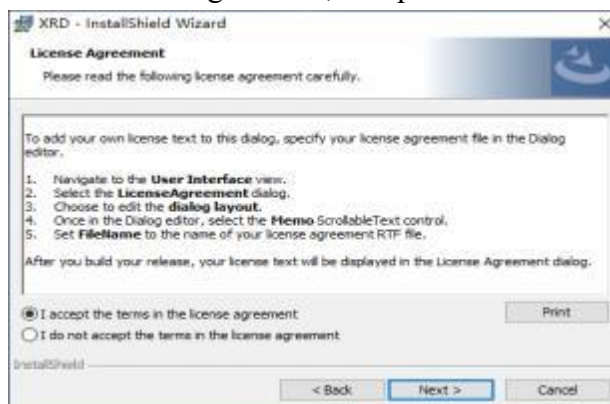 XRD - InstallShield Wizard
License Agreement
Please read the following license agreement carefully.
To add your own license text to this dialog, specify your license agreement file in the Dialog
editor.
1. Navigate to the User Interface view.
2. Select the LicenseAgreement dialog.
3. Choose to edit the dialog layout.
4. Once in the Dialog editor, select the Memo ScrollableText control.
5. Set FileName to the name of your license agreement RTF file.
After you build your release, your license text will be displayed in the License Agreement dialog.
I accept the terms in the license agreement
Print
I do not accept the terms in the license agreement
InstallShield
< Back Next > Cancel